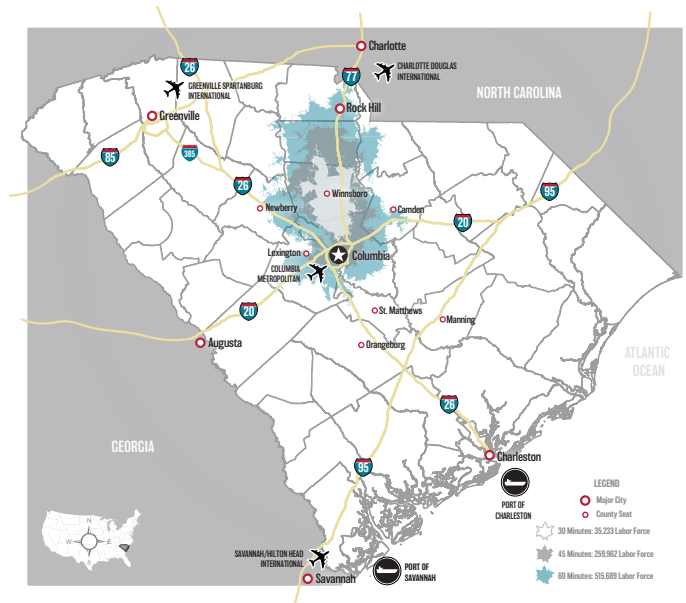 Charlotte
26
77
CHARLOTTE DOUGLAS
INTERNATIONAL
GREENVILLE SPARTANBURG
INTERNATIONAL
NORTH CAROLINA
Rock Hill
Greenville
85
385
26
95
Winnsboro
Newberry
Camden
20
Lexington
Columbia
COLUMBIA
METROPOLITAN
20
St. Matthews
Manning
Augusta
Orangeburg
ATLANTIC
OCEAN
26
GEORGIA
Charleston
95
PORT OF
CHARLESTON
LEGEND
Major City
County Seat
30 Minutes: 35,233 Labor Force
45 Minutes: 259,962 Labor Force
60 Minutes: 515,689 Labor Force
N
W
E
S
SAVANNAH/HILTON HEAD
INTERNATIONAL
Savannah
PORT OF
SAVANNAH